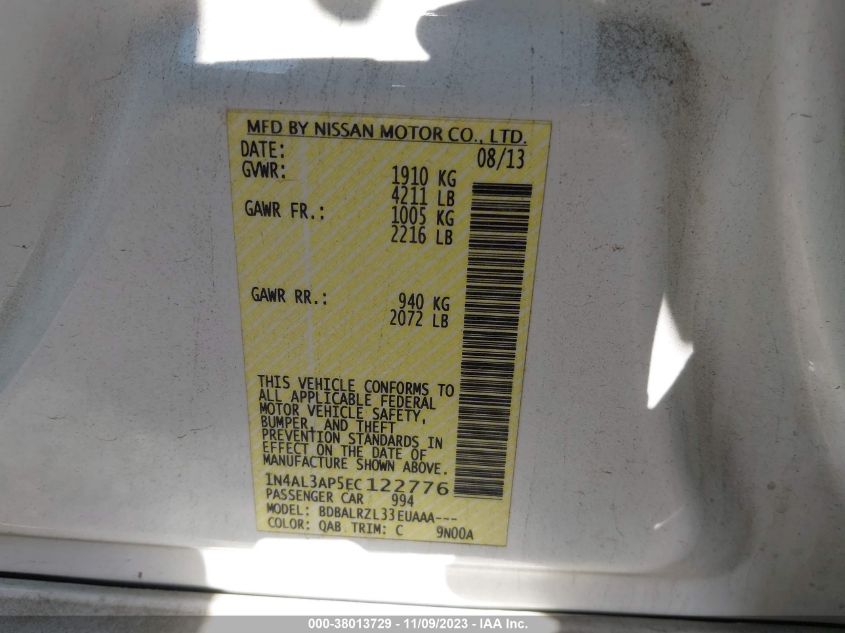 MFD BY NISSAN MOTOR CO., LTD.
DATE: 08/13
GVWR: 1910 KG
4211 LB
GAWR FR.: 1005 KG
2216 LB
GAWR RR.: 940 KG
2072 LB
THIS VEHICLE CONFORMS TO
ALL APPLICABLE FEDERAL
MOTOR VEHICLE SAFETY,
BUMPER, AND THEFT
PREVENTION STANDARDS IN
EFFECT ON THE DATE OF
MANUFACTURE SHOWN ABOVE.
1N4AL3AP5EC122776
PASSENGER CAR 994
MODEL: BDBALRZL33EUAAA---
COLOR: QAB TRIM: C 9N00A
000-38013729 - 11/09/2023 - IAAI Inc.